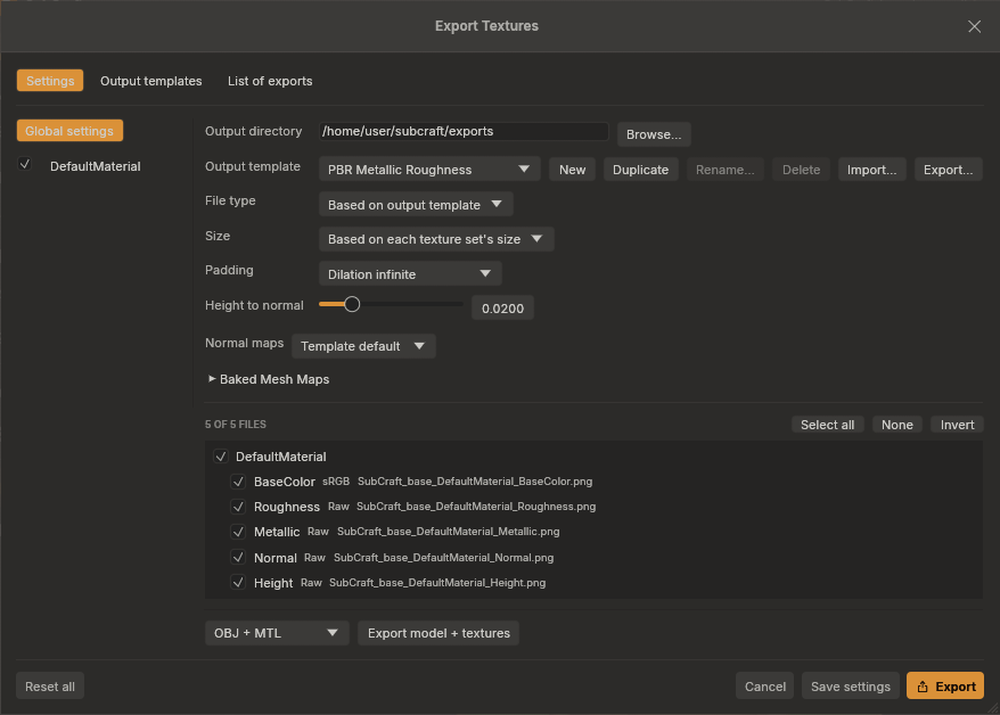 Export Textures
Settings Output templates List of exports
Global settings
DefaultMaterial
Output directory /home/user/subcraft/exports Browse...
Output template PBR Metallic Roughness New Duplicate Rename... Delete Import... Export...
File type Based on output template
Size Based on each texture set's size
Padding Dilation infinite
Height to normal 0.0200
Normal maps Template default
Baked Mesh Maps
5 OF 5 FILES Select all None Invert
DefaultMaterial
BaseColor sRGB SubCraft_base_DefaultMaterial_BaseColor.png
Roughness Raw SubCraft_base_DefaultMaterial_Roughness.png
Metallic Raw SubCraft_base_DefaultMaterial_Metallic.png
Normal Raw SubCraft_base_DefaultMaterial_Normal.png
Height Raw SubCraft_base_DefaultMaterial_Height.png
OBJ + MTL Export model + textures
Reset all Cancel Save settings Export